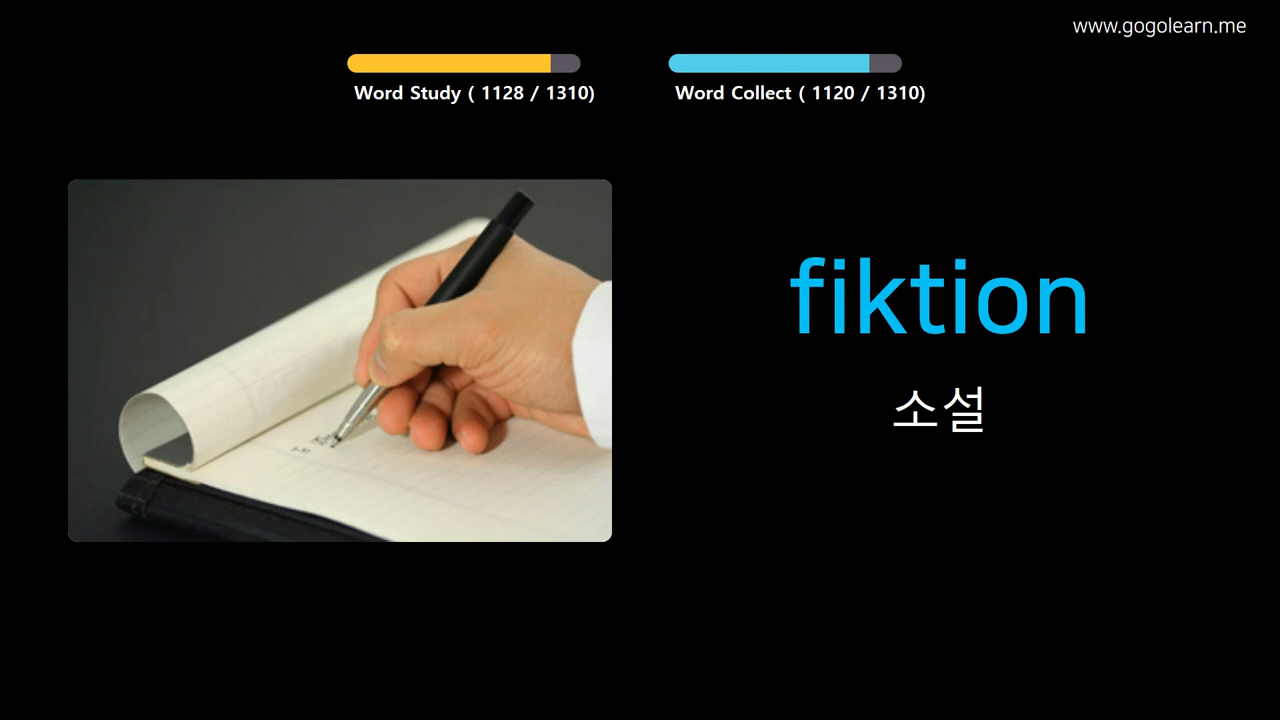 www.gogolearn.me
Word Study ( 1128 / 1310)
Word Collect ( 1120 / 1310)
fiktion
소설